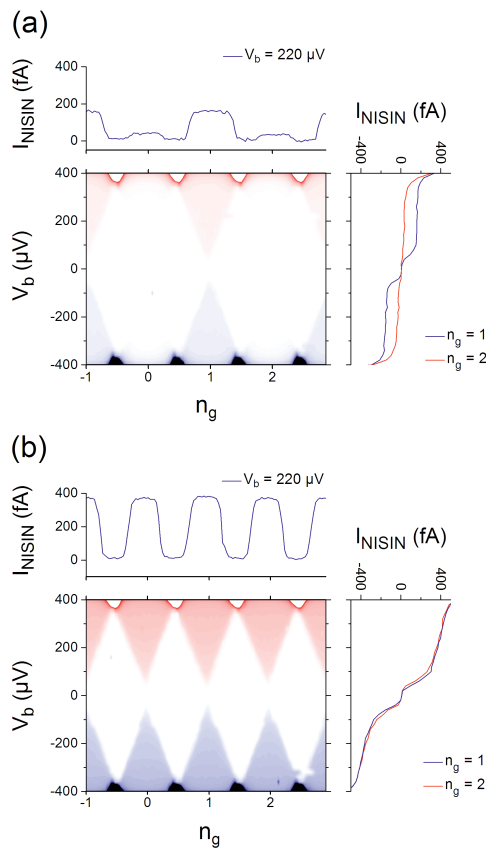 (a)
V_b = 220 µV
I_NISIN (fA)
400
200
0
I_NISIN (fA)
-400
0
400
V_b (µV)
400
200
0
-200
-400
-1
0
1
2
n_g
n_g = 1
n_g = 2
(b)
V_b = 220 µV
I_NISIN (fA)
400
200
0
I_NISIN (fA)
-400
0
400
V_b (µV)
400
200
0
-200
-400
-1
0
1
2
n_g
n_g = 1
n_g = 2